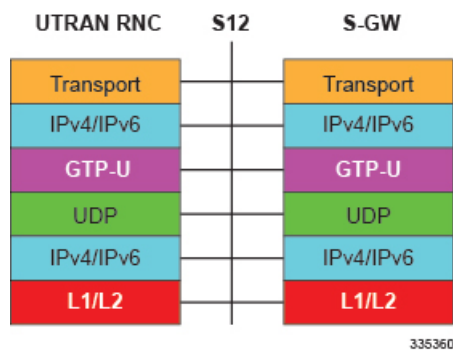 UTRAN RNC S12 S-GW
Transport Transport
IPv4/IPv6 IPv4/IPv6
GTP-U GTP-U
UDP UDP
IPv4/IPv6 IPv4/IPv6
L1/L2 L1/L2
335360